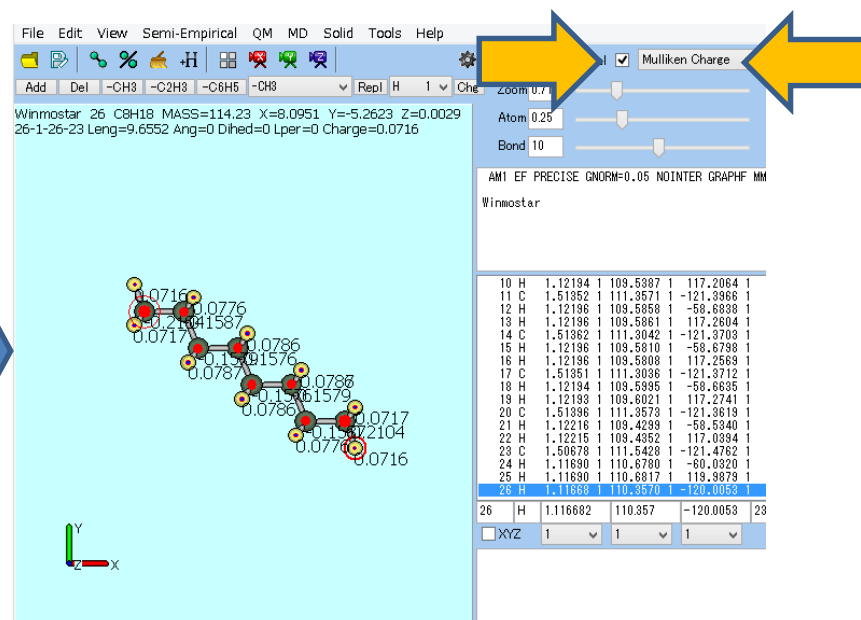 File Edit View Semi-Empirical QM MD Solid Tools Help
Add Del -CH3 -C2H3 -C6H5 -CH3 Repl H 1
Mulliken Charge
Zoom
Atom 0.25
Bond 10
Winmostar 26 C8H18 MASS=114.23 X=8.0951 Y=-5.2623 Z=0.0029
26-1-26-23 Leng=9.6552 Ang=0 Dihed=0 Lper=0 Charge=0.0716
AM1 EF PRECISE GNORM=0.05 NOINTER GRAPHF MM
Winmostar
0.0716
0.0776
0.0717
0.0786
0.0787
0.0786
0.0786
0.0717
0.0776
0.0716
10 H 1.12194 1 109.5387 1 117.2064 1
11 C 1.51352 1 111.3571 1 -121.3966 1
12 H 1.12196 1 109.5858 1 -58.6838 1
13 H 1.12196 1 109.5861 1 117.2604 1
14 C 1.51362 1 111.3042 1 -121.3703 1
15 H 1.12196 1 109.5810 1 -58.6798 1
16 H 1.12196 1 109.5808 1 117.2569 1
17 C 1.51351 1 111.3036 1 -121.3712 1
18 H 1.12194 1 109.5995 1 -58.6635 1
19 H 1.12193 1 109.6021 1 117.2741 1
20 C 1.51396 1 111.3573 1 -121.3619 1
21 H 1.12216 1 109.4299 1 -58.5340 1
22 H 1.12215 1 109.4352 1 117.0394 1
23 C 1.50678 1 111.5428 1 -121.4762 1
24 H 1.11690 1 110.6780 1 -60.0320 1
25 H 1.11690 1 110.6817 1 119.9879 1
26 H 1.11668 1 110.3570 1 -120.0053 1
26 H 1.116682 110.357 -120.0053 23
XYZ 1 1 1
Y
Z X